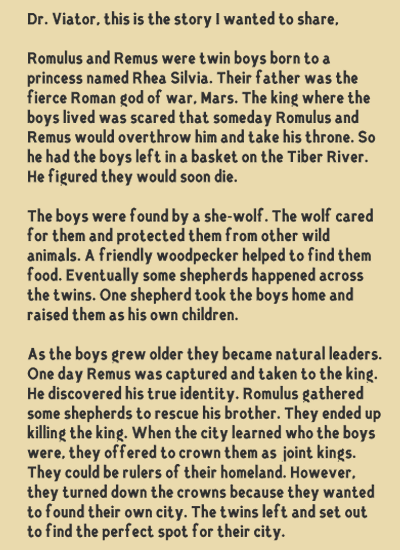 Dr. Viator, this is the story I wanted to share,
Romulus and Remus were twin boys born to a
princess named Rhea Silvia. Their father was the
fierce Roman god of war, Mars. The king where the
boys lived was scared that someday Romulus and
Remus would overthrow him and take his throne. So
he had the boys left in a basket on the Tiber River.
He figured they would soon die.
The boys were found by a she-wolf. The wolf cared
for them and protected them from other wild
animals. A friendly woodpecker helped to find them
food. Eventually some shepherds happened across
the twins. One shepherd took the boys home and
raised them as his own children.
As the boys grew older they became natural leaders.
One day Remus was captured and taken to the king.
He discovered his true identity. Romulus gathered
some shepherds to rescue his brother. They ended up
killing the king. When the city learned who the boys
were, they offered to crown them as joint kings.
They could be rulers of their homeland. However,
they turned down the crowns because they wanted
to found their own city. The twins left and set out
to find the perfect spot for their city.